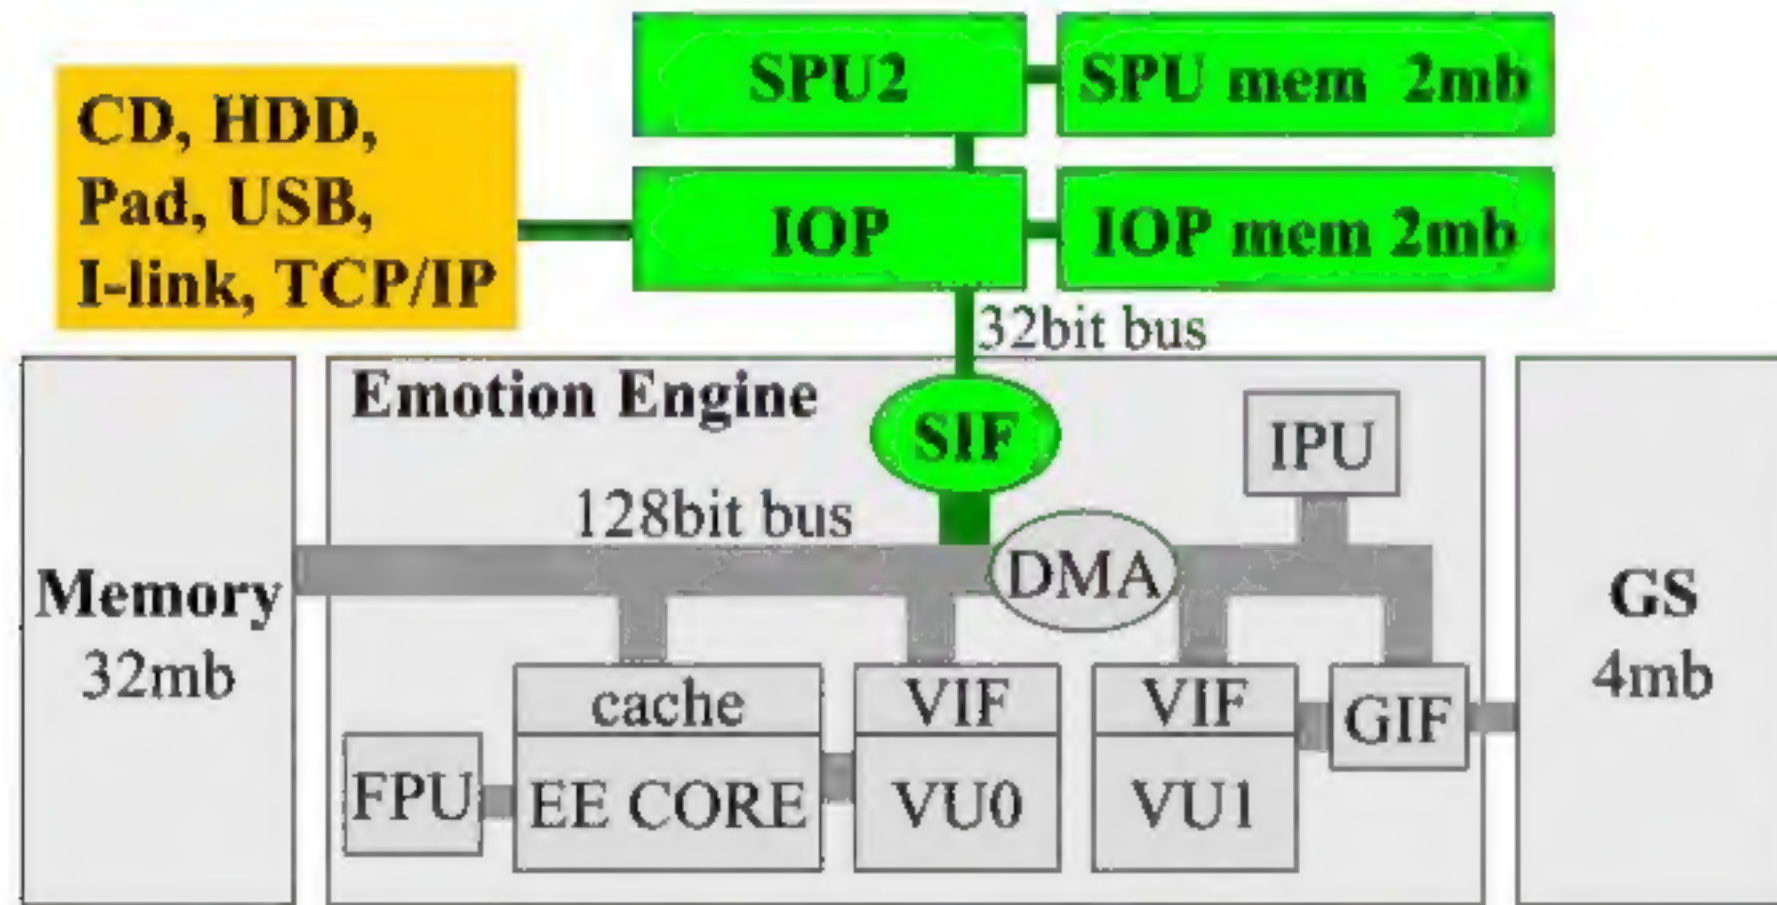 SPU2
SPU mem 2mb
CD, HDD,
Pad, USB,
I-link, TCP/IP
IOP
IOP mem 2mb
32bit bus
Emotion Engine
SIF
IPU
128bit bus
DMA
Memory
32mb
GS
4mb
cache
VIF
VIF
GIF
FPU
EE CORE
VU0
VU1